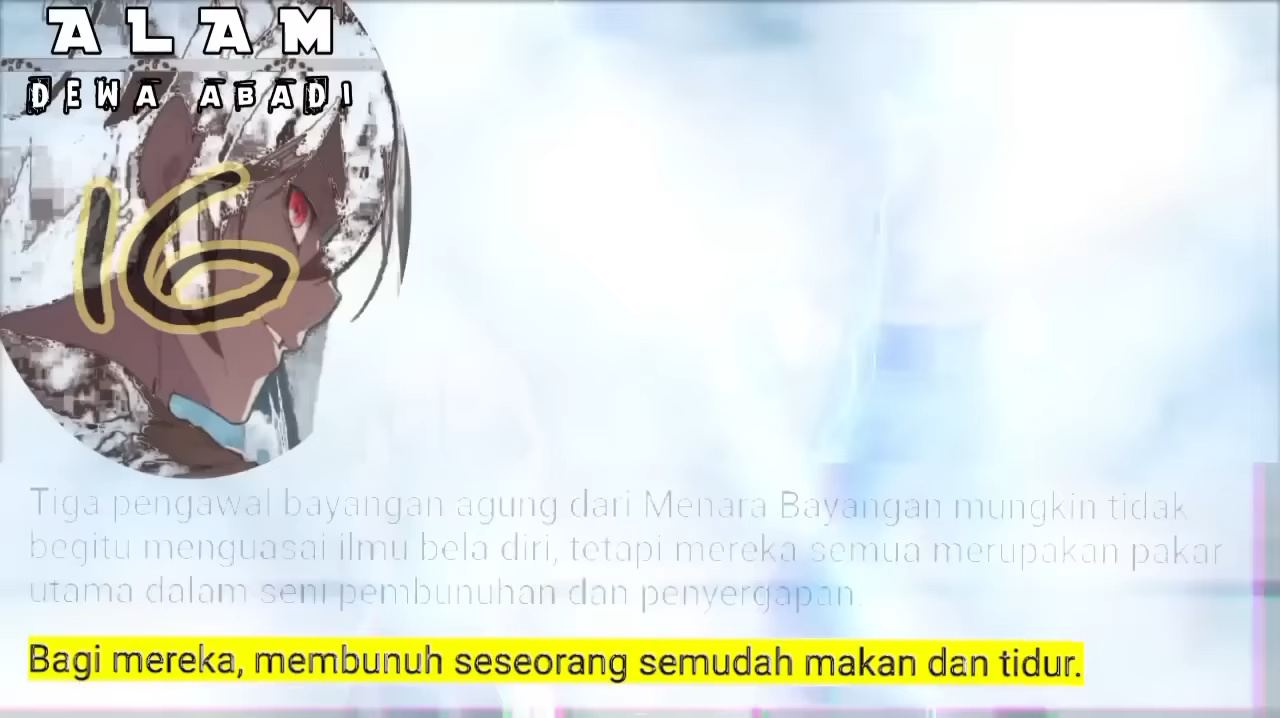 ALAM
DEWA ABADI
16
Tiga pengawal bayangan agung dari Menara Bayangan mungkin tidak
begitu menguasai ilmu bela diri, tetapi mereka semua merupakan pakar
utama dalam seni pembunuhan dan penyergapan.
Bagi mereka, membunuh seseorang semudah makan dan tidur.